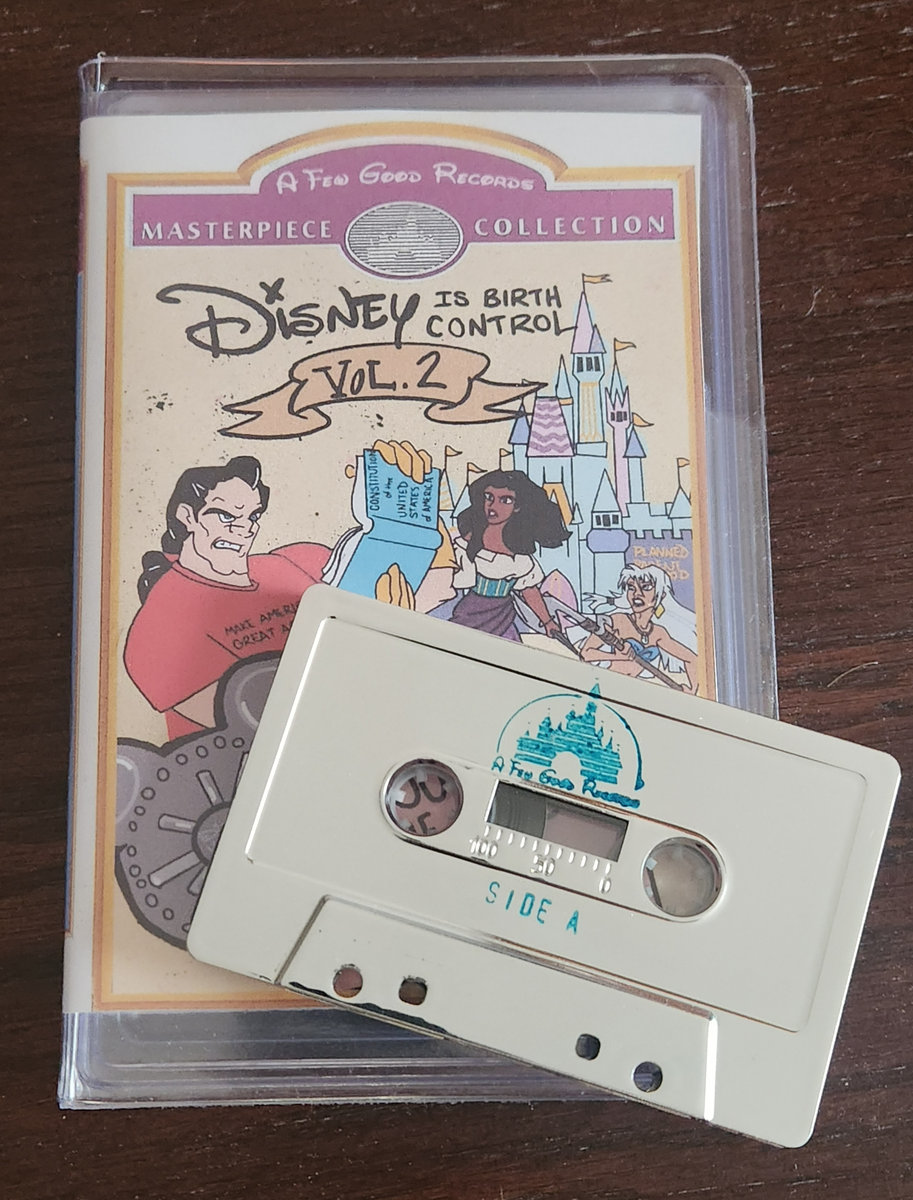 A FEW GOOD RECORDS
MASTERPIECE COLLECTION
DISNEY IS BIRTH
CONTROL
VOL. 2
CONSTITUTION
of the
UNITED
STATES
of AMERICA
PLANNED
MAKE
GREAT
A FEW GOOD RECORDS
100 50 0
SIDE A